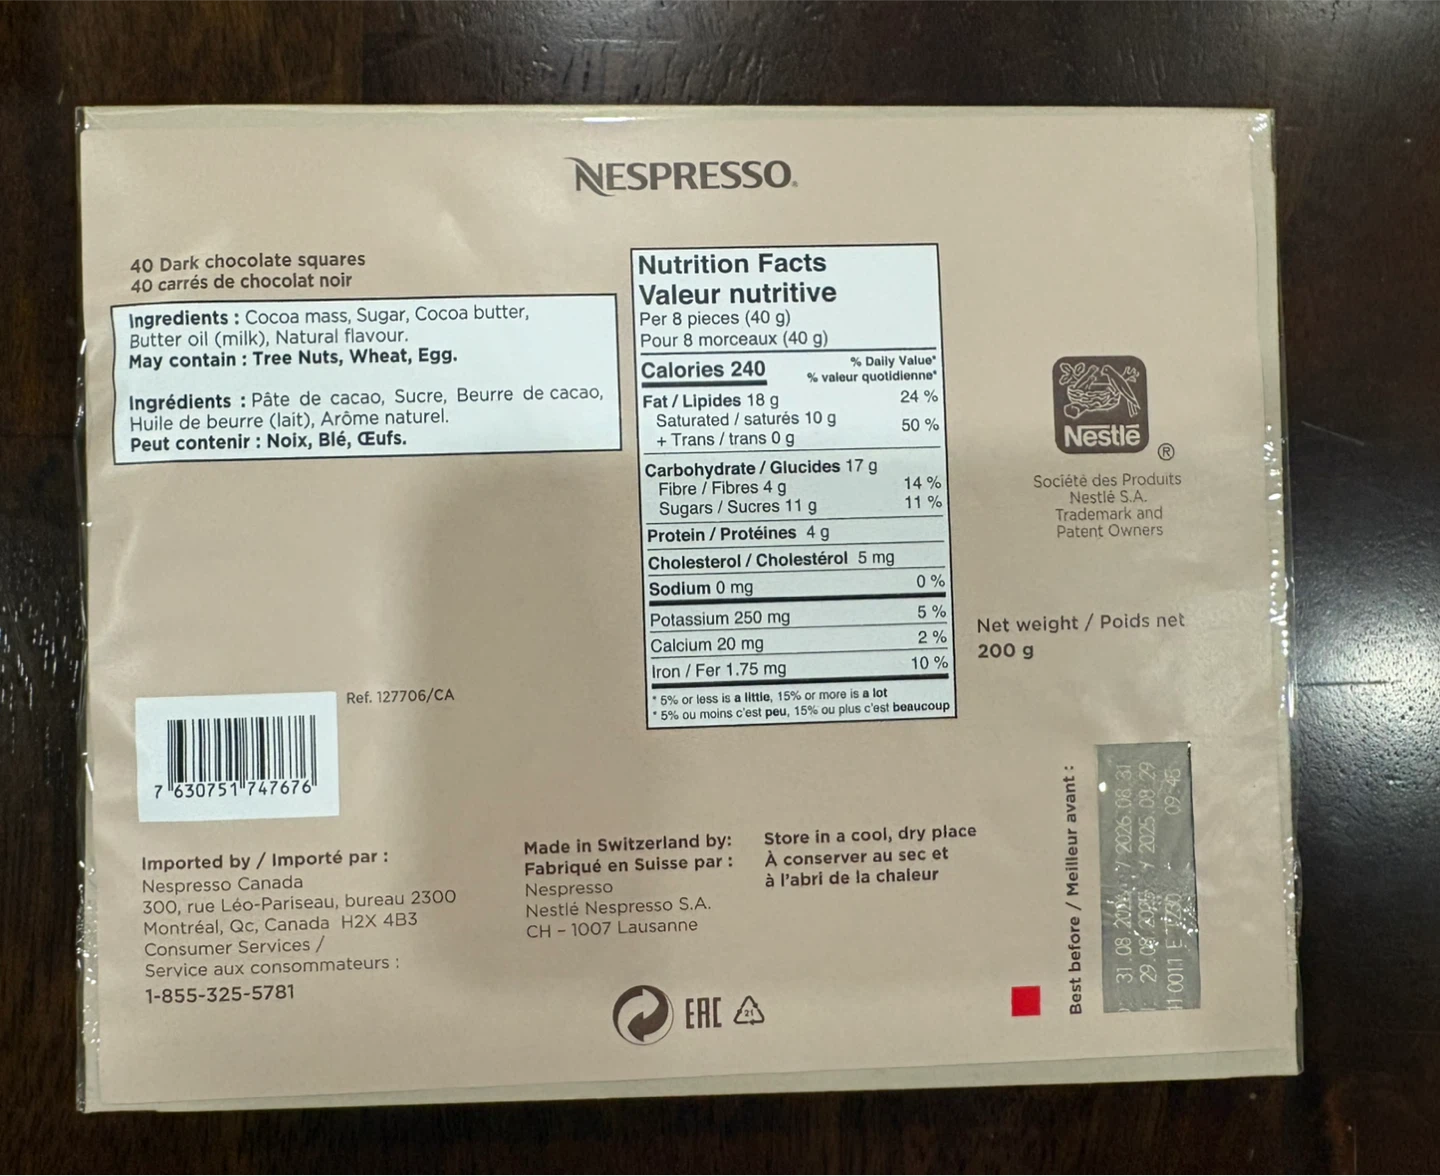 NESPRESSO.
40 Dark chocolate squares
40 carrés de chocolat noir
Ingredients : Cocoa mass, Sugar, Cocoa butter,
Butter oil (milk), Natural flavour.
May contain : Tree Nuts, Wheat, Egg.
Ingrédients : Pâte de cacao, Sucre, Beurre de cacao,
Huile de beurre (lait), Arôme naturel.
Peut contenir : Noix, Blé, Œufs.
Nutrition Facts
Valeur nutritive
Per 8 pieces (40 g)
Pour 8 morceaux (40 g)
Calories 240
% Daily Value*
% valeur quotidienne*
Fat / Lipides 18 g 24 %
Saturated / saturés 10 g
+ Trans / trans 0 g 50 %
Carbohydrate / Glucides 17 g
Fibre / Fibres 4 g 14 %
Sugars / Sucres 11 g 11 %
Protein / Protéines 4 g
Cholesterol / Cholestérol 5 mg
Sodium 0 mg 0 %
Potassium 250 mg 5 %
Calcium 20 mg 2 %
Iron / Fer 1.75 mg 10 %
* 5% or less is a little, 15% or more is a lot
* 5% ou moins c'est peu, 15% ou plus c'est beaucoup
Nestlē
®
Société des Produits
Nestlé S.A.
Trademark and
Patent Owners
Net weight / Poids net
200 g
Ref. 127706/CA
7 630751 747676
Imported by / Importé par :
Nespresso Canada
300, rue Léo-Pariseau, bureau 2300
Montréal, Qc, Canada H2X 4B3
Consumer Services /
Service aux consommateurs :
1-855-325-5781
Made in Switzerland by:
Fabriqué en Suisse par :
Nespresso
Nestlé Nespresso S.A.
CH – 1007 Lausanne
Store in a cool, dry place
À conserver au sec et
à l'abri de la chaleur
EAC
21
Best before / Meilleur avant :
31.08 2026.08.31
29.08 2025.08.29
09:45